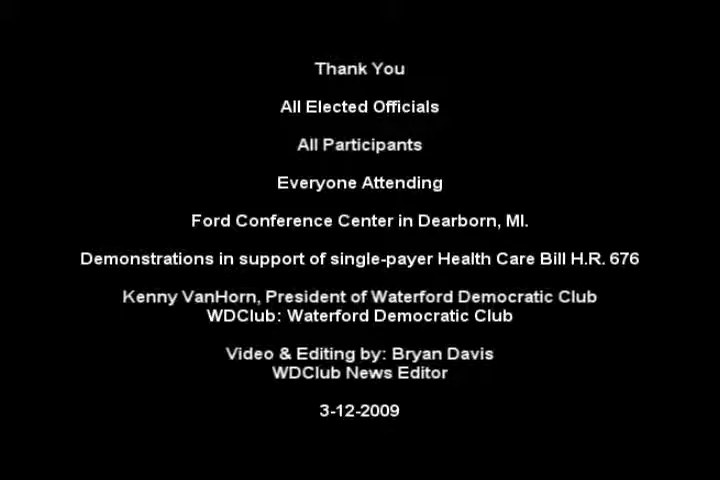 Thank You
All Elected Officials
All Participants
Everyone Attending
Ford Conference Center in Dearborn, MI.
Demonstrations in support of single-payer Health Care Bill H.R. 676
Kenny VanHorn, President of Waterford Democratic Club
WDClub: Waterford Democratic Club
Video & Editing by: Bryan Davis
WDClub News Editor
3-12-2009